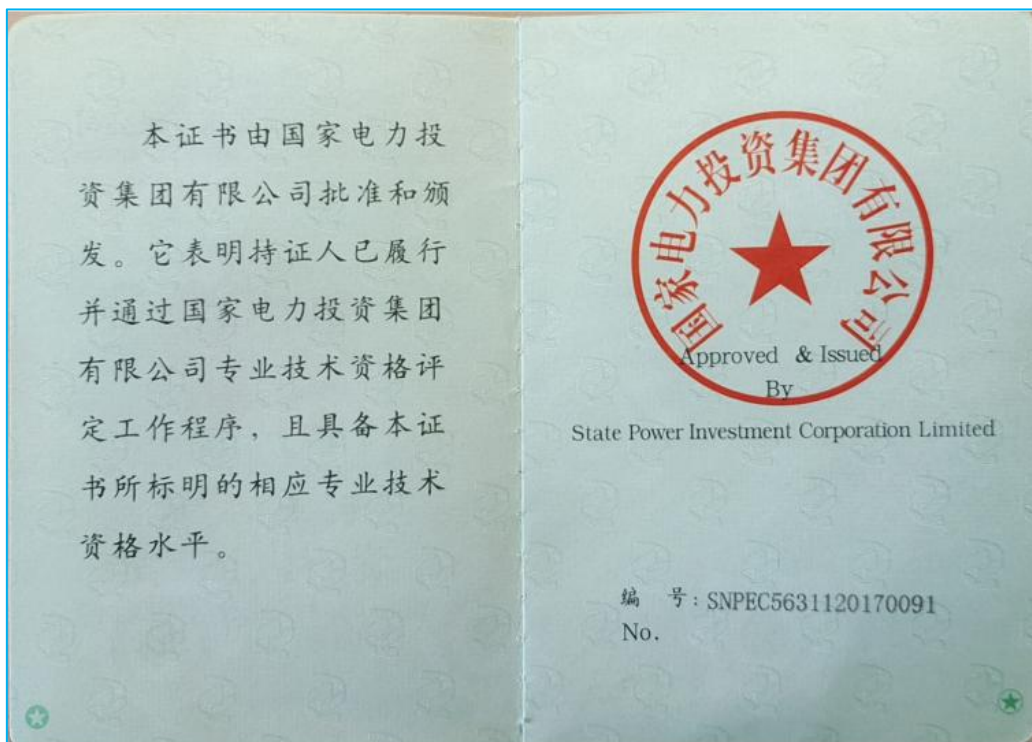 本证书由国家电力投
资集团有限公司批准和颁
发。它表明持证人已履行
并通过国家电力投资集团
有限公司专业技术资格评
定工作程序，且具备本证
书所标明的相应专业技术
资格水平。
国家电力投资集团有限公司
Approved & Issued
By
State Power Investment Corporation Limited
编 号: SNPEC5631120170091
No.